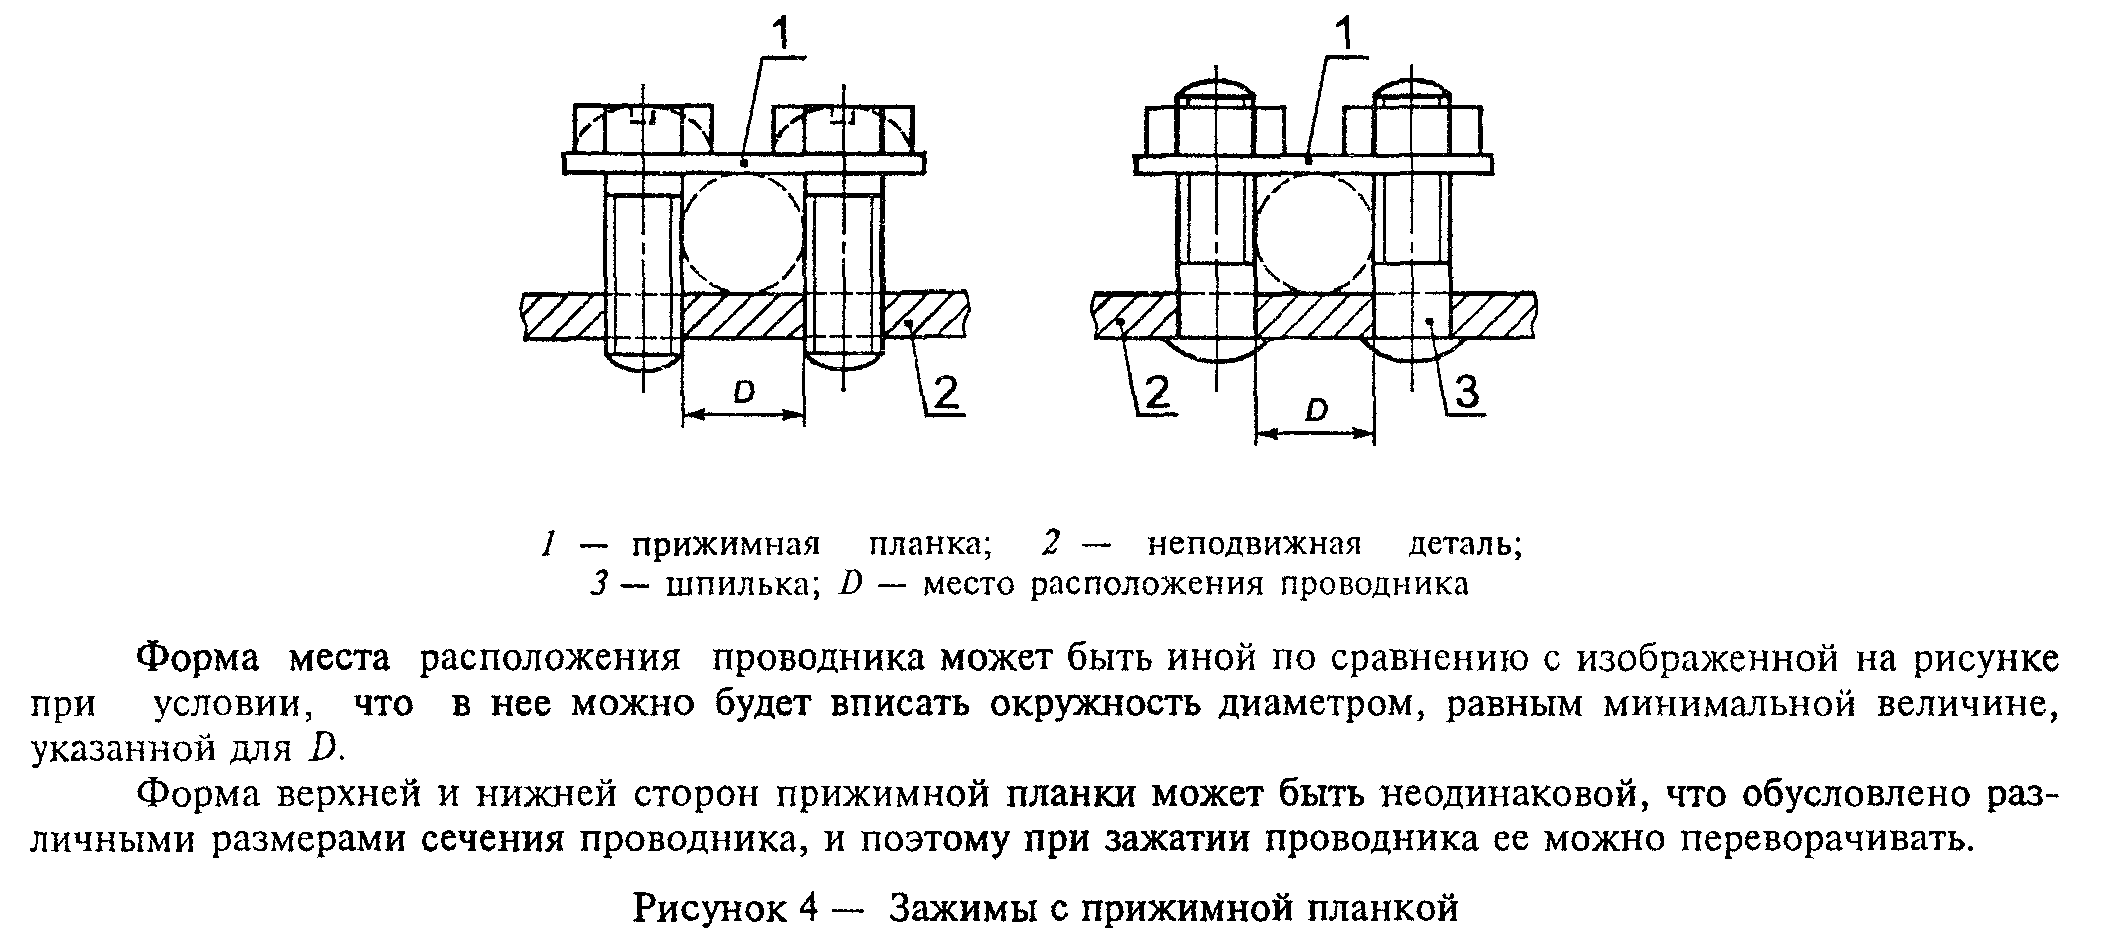 1 1
D 2 2 D 3
1 — прижимная планка; 2 — неподвижная деталь;
3 — шпилька; D — место расположения проводника
Форма места расположения проводника может быть иной по сравнению с изображенной на рисунке
при условии, что в нее можно будет вписать окружность диаметром, равным минимальной величине,
указанной для D.
Форма верхней и нижней сторон прижимной планки может быть неодинаковой, что обусловлено раз-
личными размерами сечения проводника, и поэтому при зажатии проводника ее можно переворачивать.
Рисунок 4 — Зажимы с прижимной планкой